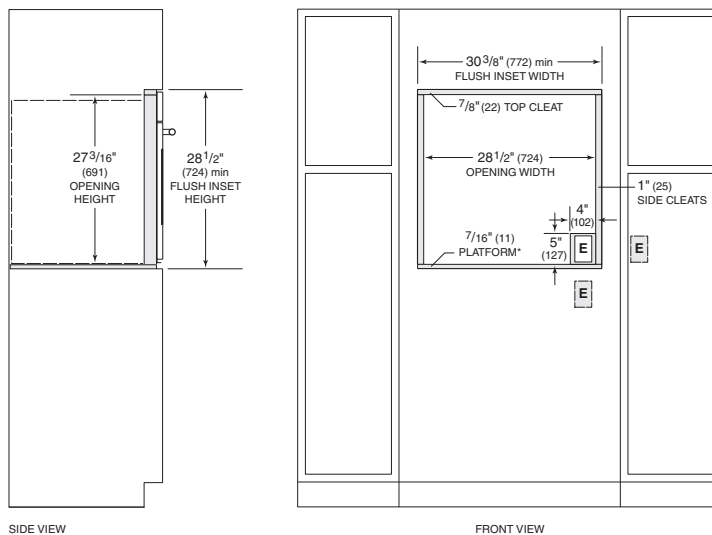 30 3/8" (772) min
FLUSH INSET WIDTH
7/8" (22) TOP CLEAT
27 3/16"
(691)
OPENING
HEIGHT
28 1/2"
(724) min
FLUSH INSET
HEIGHT
28 1/2" (724)
OPENING WIDTH
1" (25)
SIDE CLEATS
4"
(102)
7/16" (11)
PLATFORM*
5"
(127)
E
E
E
SIDE VIEW
FRONT VIEW